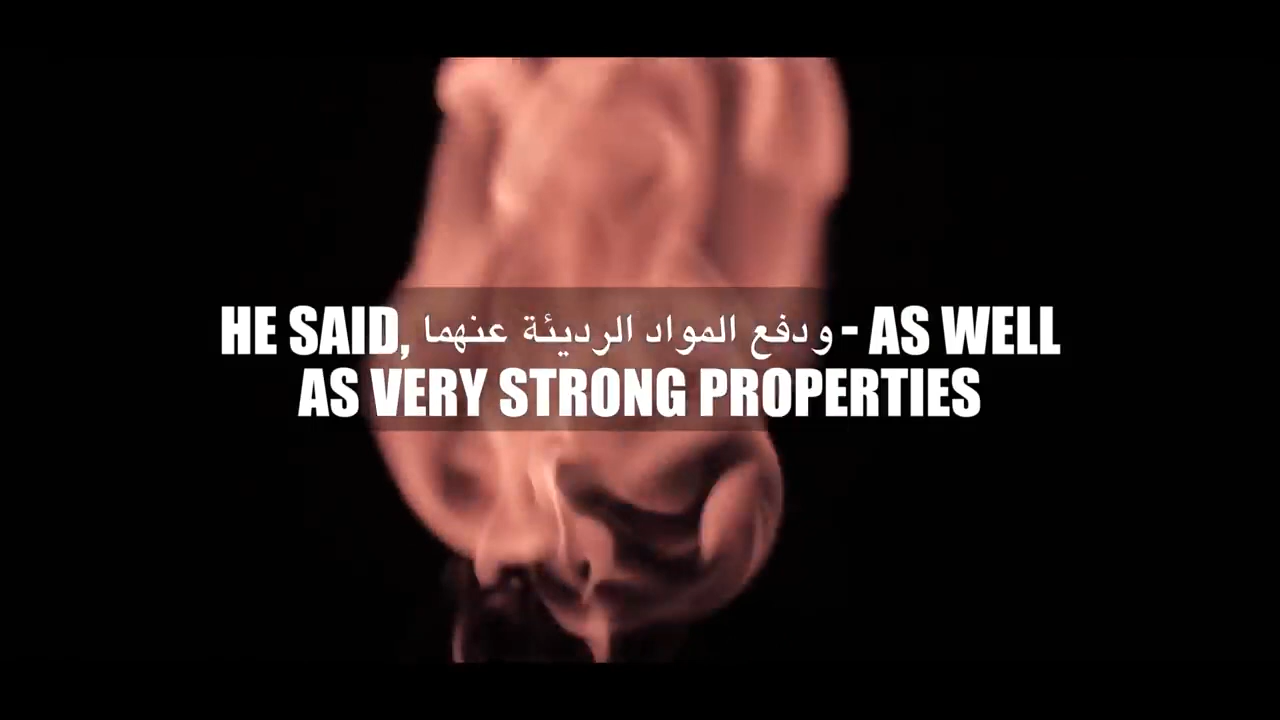 HE SAID, ودفع المواد الرديئة عنهما - AS WELL
AS VERY STRONG PROPERTIES